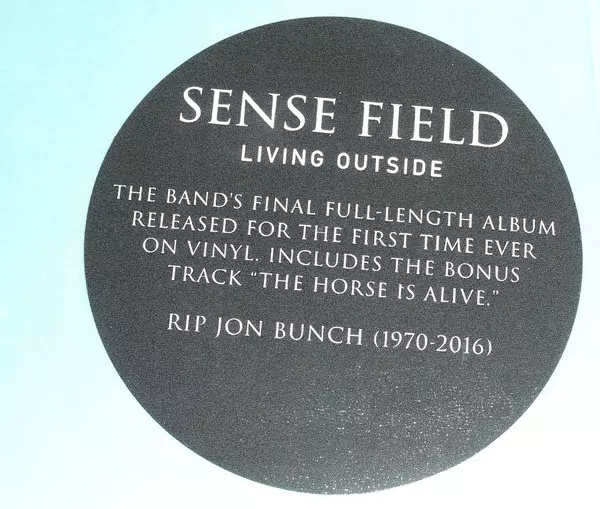 SENSE FIELD
LIVING OUTSIDE
THE BAND'S FINAL FULL-LENGTH ALBUM
RELEASED FOR THE FIRST TIME EVER
ON VINYL. INCLUDES THE BONUS
TRACK "THE HORSE IS ALIVE."
RIP JON BUNCH (1970-2016)